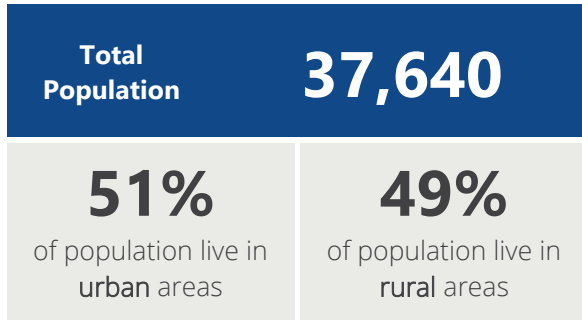 Total
Population
37,640
51%
of population live in
urban areas
49%
of population live in
rural areas